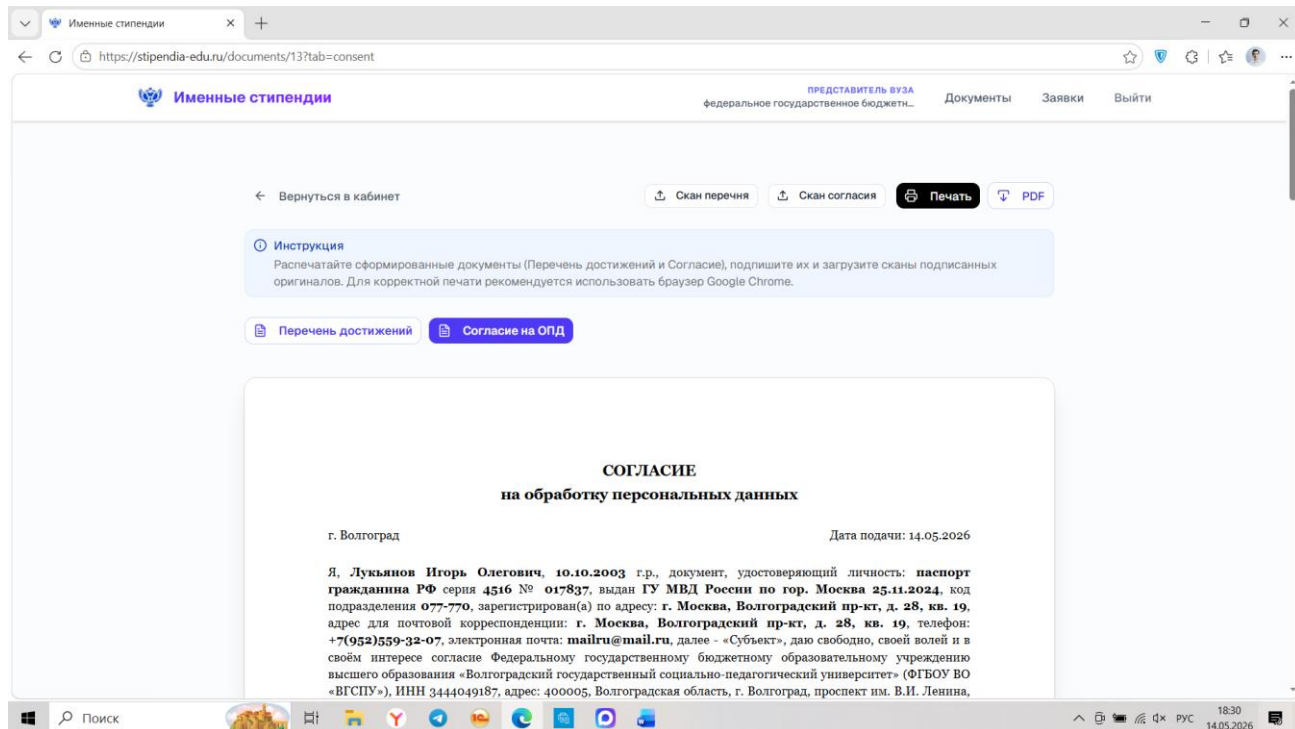 Именные стипендии
https://stipendia-edu.ru/documents/13?tab=consent
Именные стипендии
ПРЕДСТАВИТЕЛЬ ВУЗА
федеральное государственное бюджетн...
Документы
Заявки
Выйти
← Вернуться в кабинет
Скан перечня
Скан согласия
Печать
PDF
Инструкция
Распечатайте сформированные документы (Перечень достижений и Согласие), подпишите их и загрузите сканы подписанных
оригиналов. Для корректной печати рекомендуется использовать браузер Google Chrome.
Перечень достижений
Согласие на ОПД
СОГЛАСИЕ
на обработку персональных данных
г. Волгоград
Дата подачи: 14.05.2026
Я, Лукьянов Игорь Олегович, 10.10.2003 г.р., документ, удостоверяющий личность: паспорт
гражданина РФ серия 4516 № 017837, выдан ГУ МВД России по гор. Москва 25.11.2024, код
подразделения 077-770, зарегистрирован(а) по адресу: г. Москва, Волгоградский пр-кт, д. 28, кв. 19,
адрес для почтовой корреспонденции: г. Москва, Волгоградский пр-кт, д. 28, кв. 19, телефон:
+7(952)559-32-07, электронная почта: mailru@mail.ru, далее - «Субъект», даю свободно, своей волей и в
своём интересе согласие Федеральному государственному бюджетному образовательному учреждению
высшего образования «Волгоградский государственный социально-педагогический университет» (ФГБОУ ВО
«ВГСПУ»), ИНН 3444049187, адрес: 400005, Волгоградская область, г. Волгоград, проспект им. В.И. Ленина,
Поиск
РУС
18:30
14.05.2026